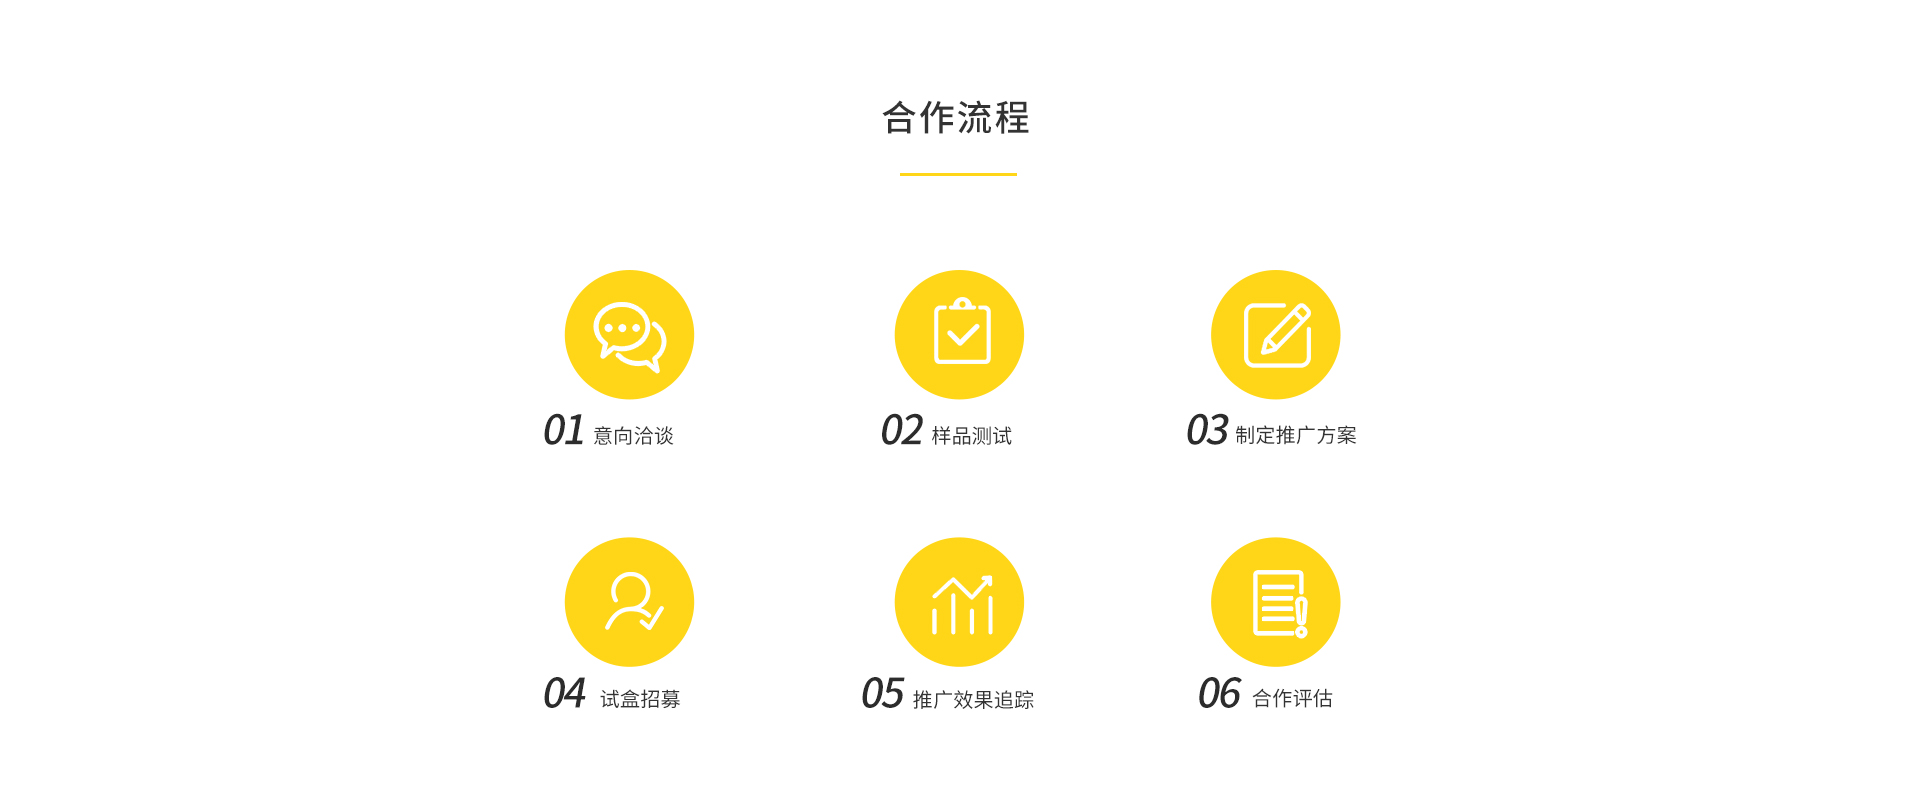 合作流程
01 意向洽谈
02 样品测试
03 制定推广方案
04 试盒招募
05 推广效果追踪
06 合作评估